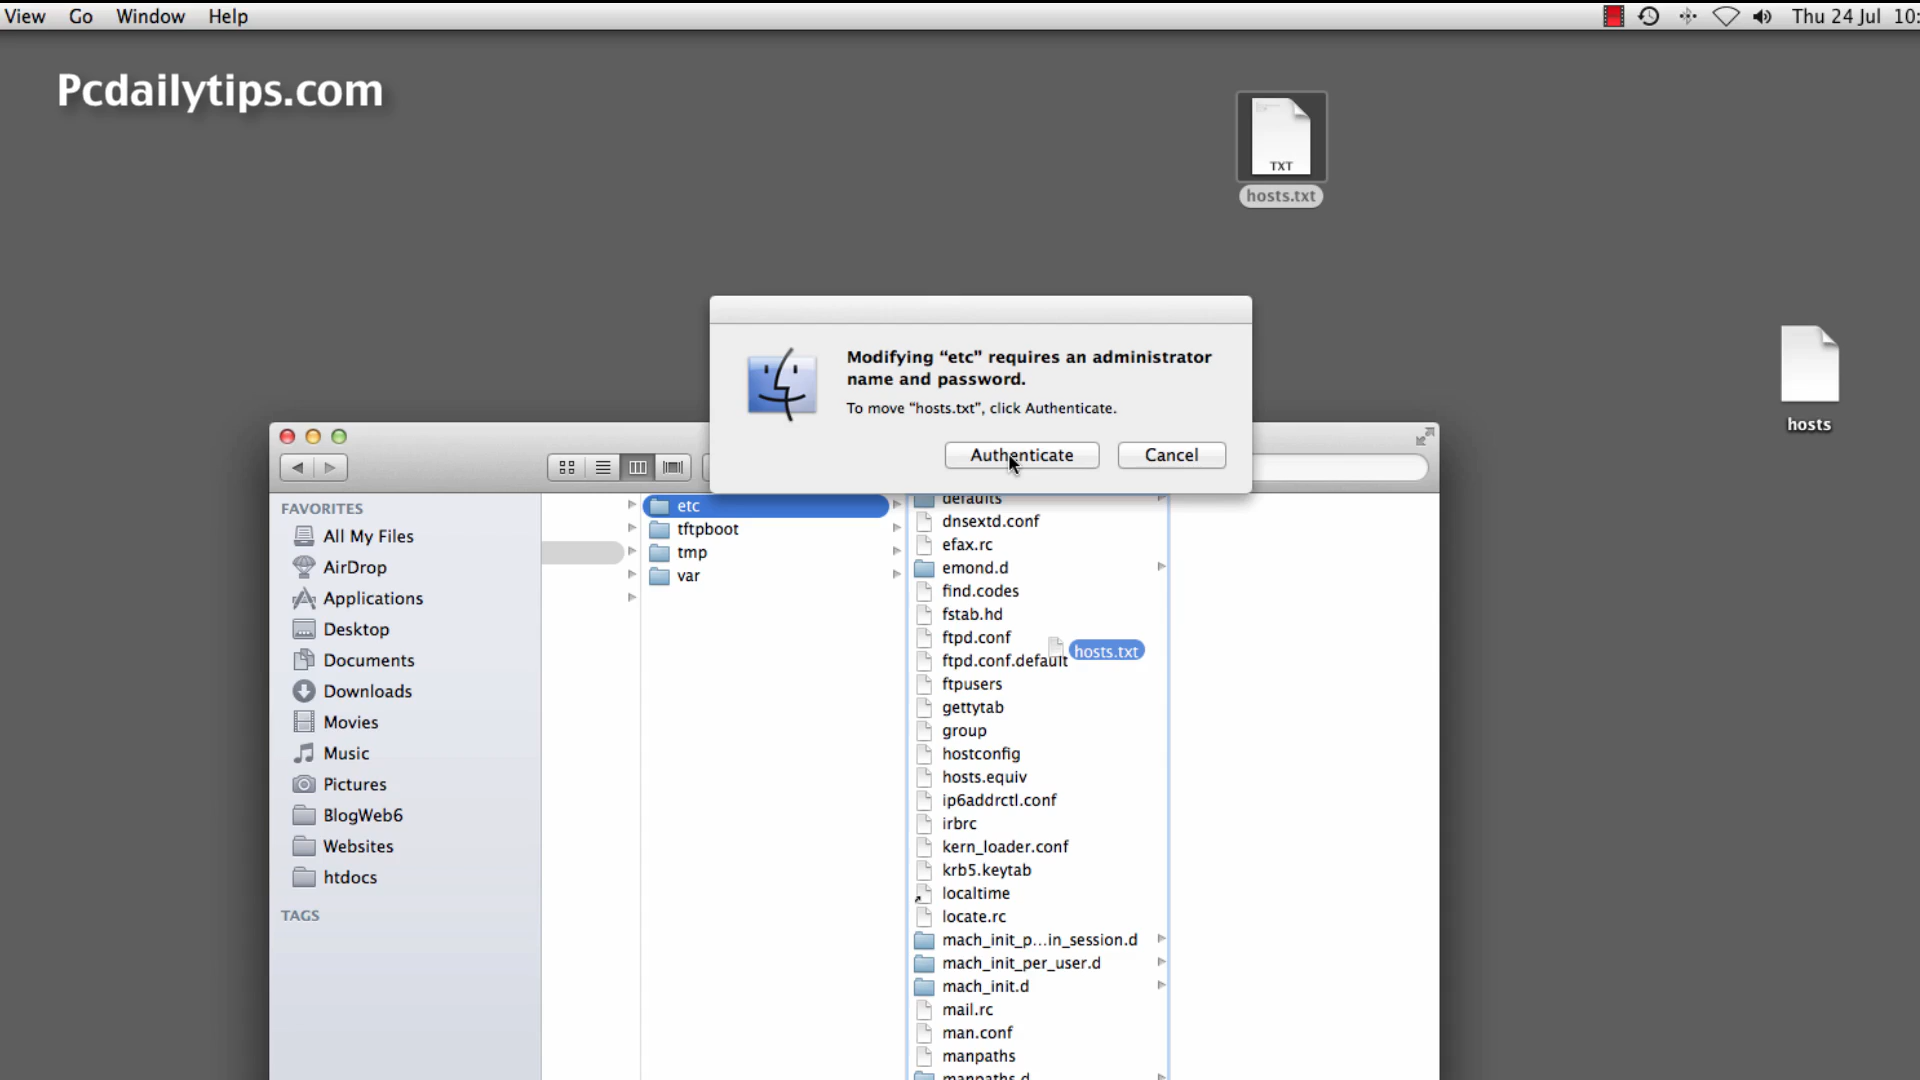 View Go Window Help Thu 24 Jul 10:
Pcdailytips.com
TXT
hosts.txt
hosts
Modifying “etc” requires an administrator
name and password.
To move “hosts.txt”, click Authenticate.
Authenticate Cancel
FAVORITES
All My Files
AirDrop
Applications
Desktop
Documents
Downloads
Movies
Music
Pictures
BlogWeb6
Websites
htdocs
TAGS
etc
tftpboot
tmp
var
defaults
dnsextd.conf
efax.rc
emond.d
find.codes
fstab.hd
ftpd.conf
hosts.txt
ftpd.conf.default
ftpusers
gettytab
group
hostconfig
hosts.equiv
ip6addrctl.conf
irbrc
kern_loader.conf
krb5.keytab
localtime
locate.rc
mach_init_p...in_session.d
mach_init_per_user.d
mach_init.d
mail.rc
man.conf
manpaths
manpaths.d